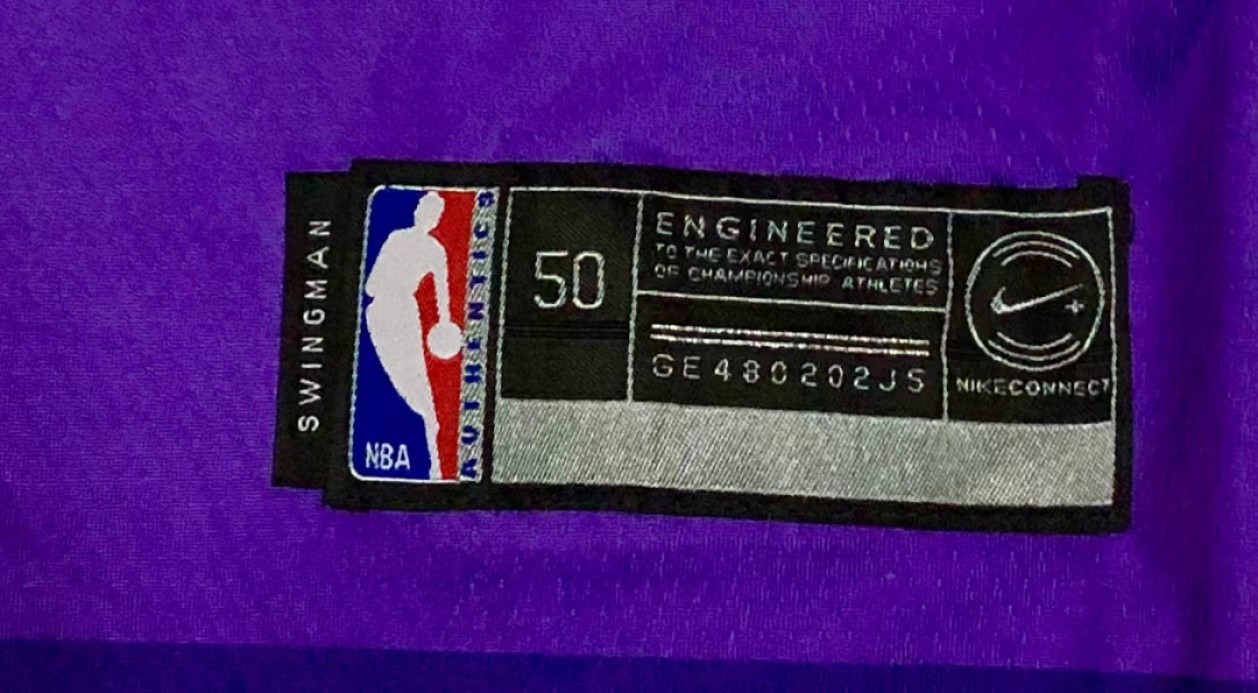 SWINGMAN
NBA
AUTHENTICS
50
ENGINEERED
TO THE EXACT SPECIFICATIONS
OF CHAMPIONSHIP ATHLETES
GE480202JS
NIKECONNECT